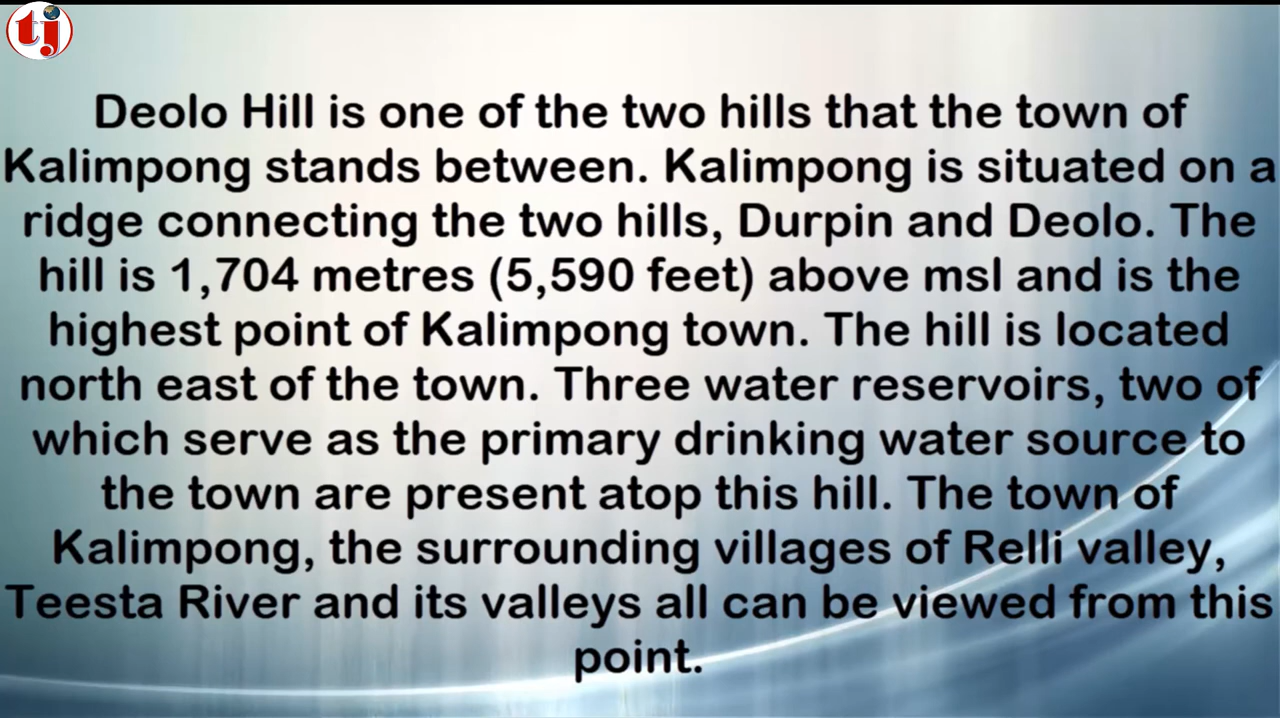 tj
Deolo Hill is one of the two hills that the town of
Kalimpong stands between. Kalimpong is situated on a
ridge connecting the two hills, Durpin and Deolo. The
hill is 1,704 metres (5,590 feet) above msl and is the
highest point of Kalimpong town. The hill is located
north east of the town. Three water reservoirs, two of
which serve as the primary drinking water source to
the town are present atop this hill. The town of
Kalimpong, the surrounding villages of Relli valley,
Teesta River and its valleys all can be viewed from this
point.